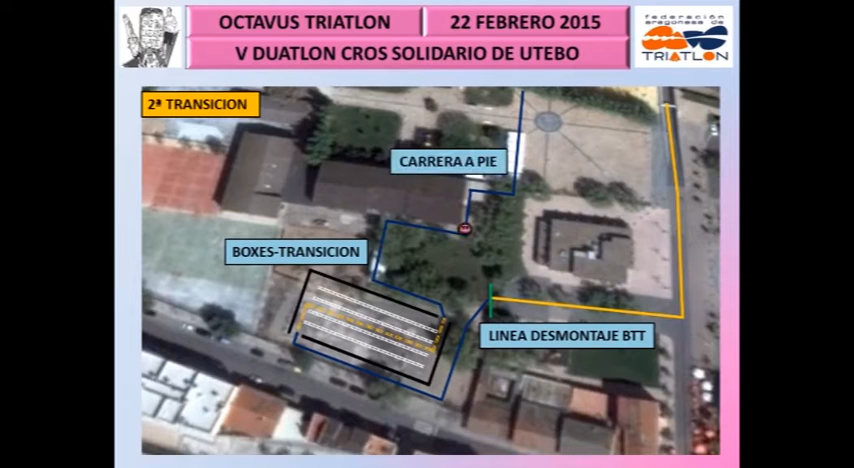 OCTAVUS TRIATLON
22 FEBRERO 2015
V DUATLON CROS SOLIDARIO DE UTEBO
federación
aragonesa de
TRIATLON
2ª TRANSICION
CARRERA A PIE
BOXES-TRANSICION
LINEA DESMONTAJE BTT